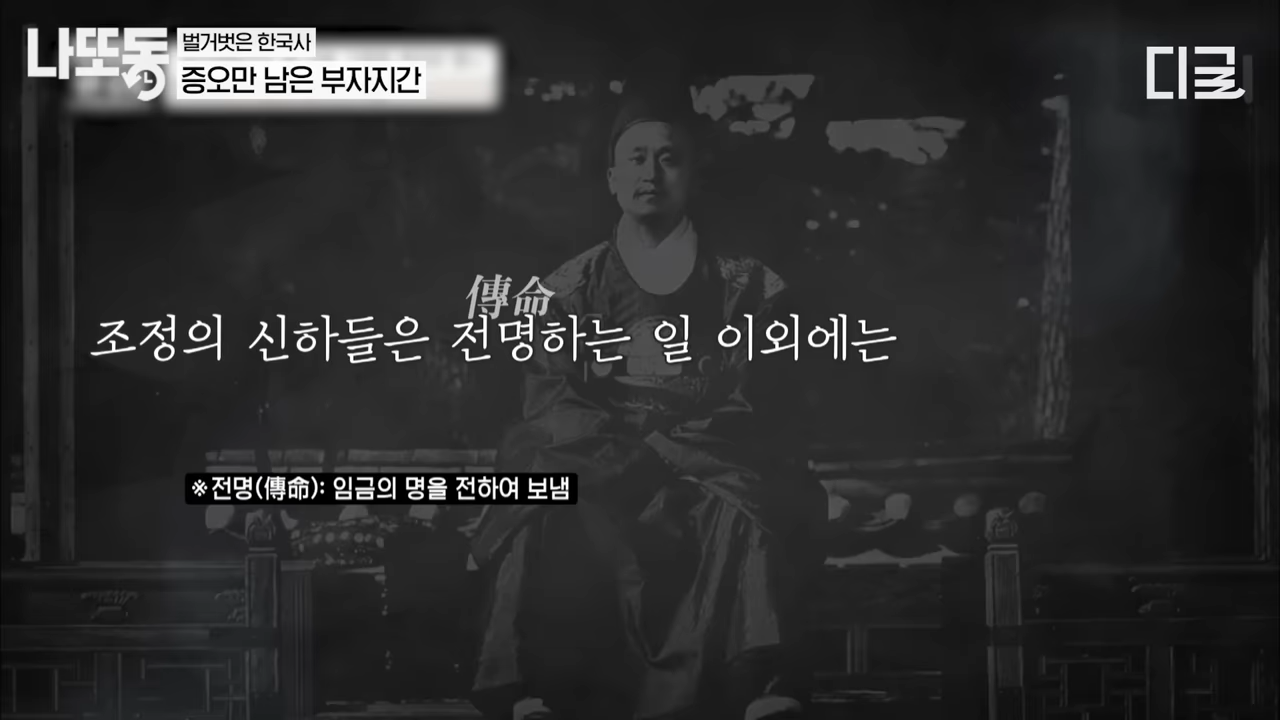 나또동
벌거벗은 한국사
증오만 남은 부자지간
디글
傳命
조정의 신하들은 전명하는 일 이외에는
※전명(傳命): 임금의 명을 전하여 보냄